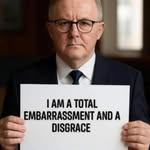 I AM A TOTAL
EMBARRASSMENT AND A
DISGRACE